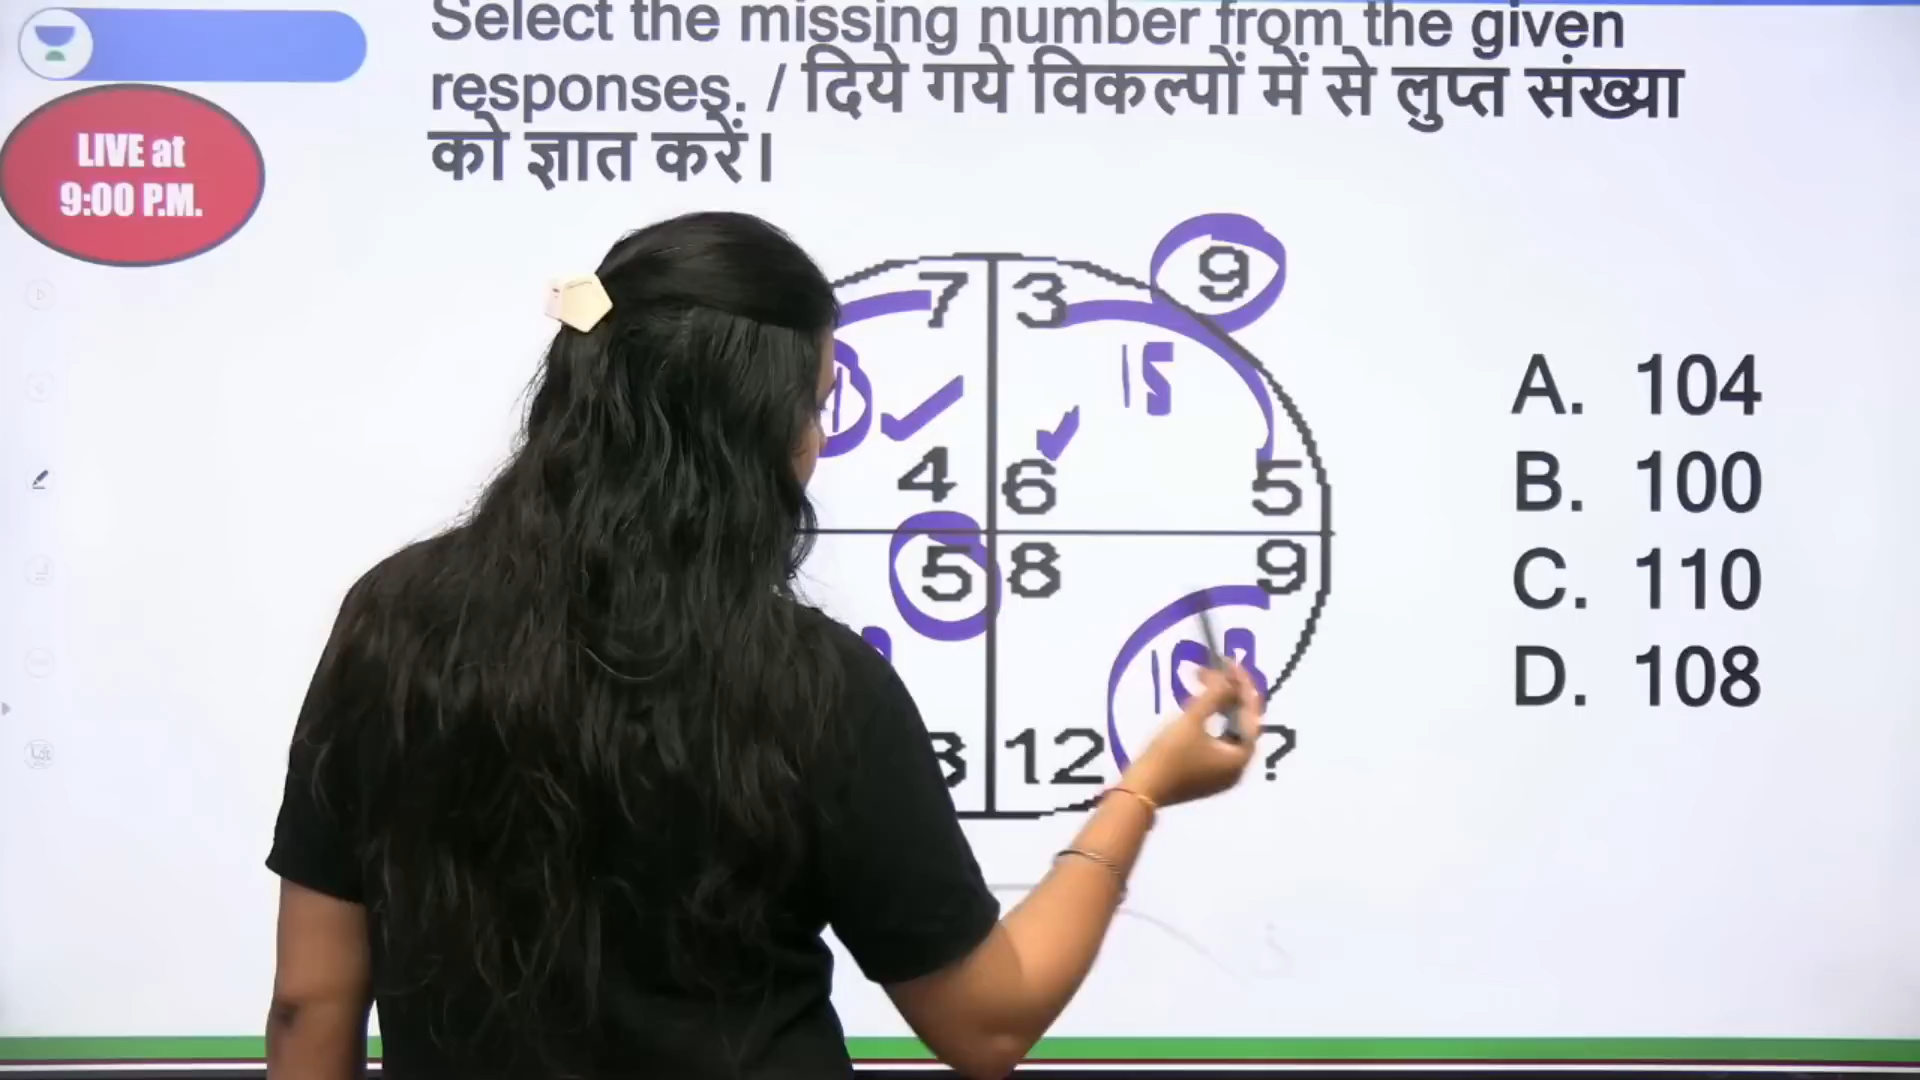 Select the missing number from the given
responses. / दिये गये विकल्पों में से लुप्त संख्या
को ज्ञात करें।
LIVE at
9:00 P.M.
9
7 3
15
4 6 5
5 8 9
108
12 ?
A. 104
B. 100
C. 110
D. 108